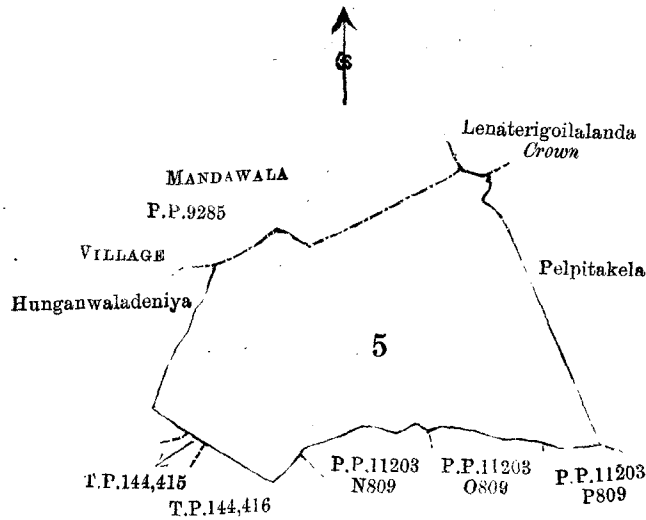 Lenaterigoilalanda
Crown
MANDAWALA
P.P.9285
VILLAGE
Hunganwaladeniya
Pelpitakela
5
T.P.144,415
T.P.144,416
P.P.11203
N809
P.P.11203
O809
P.P.11203
P809